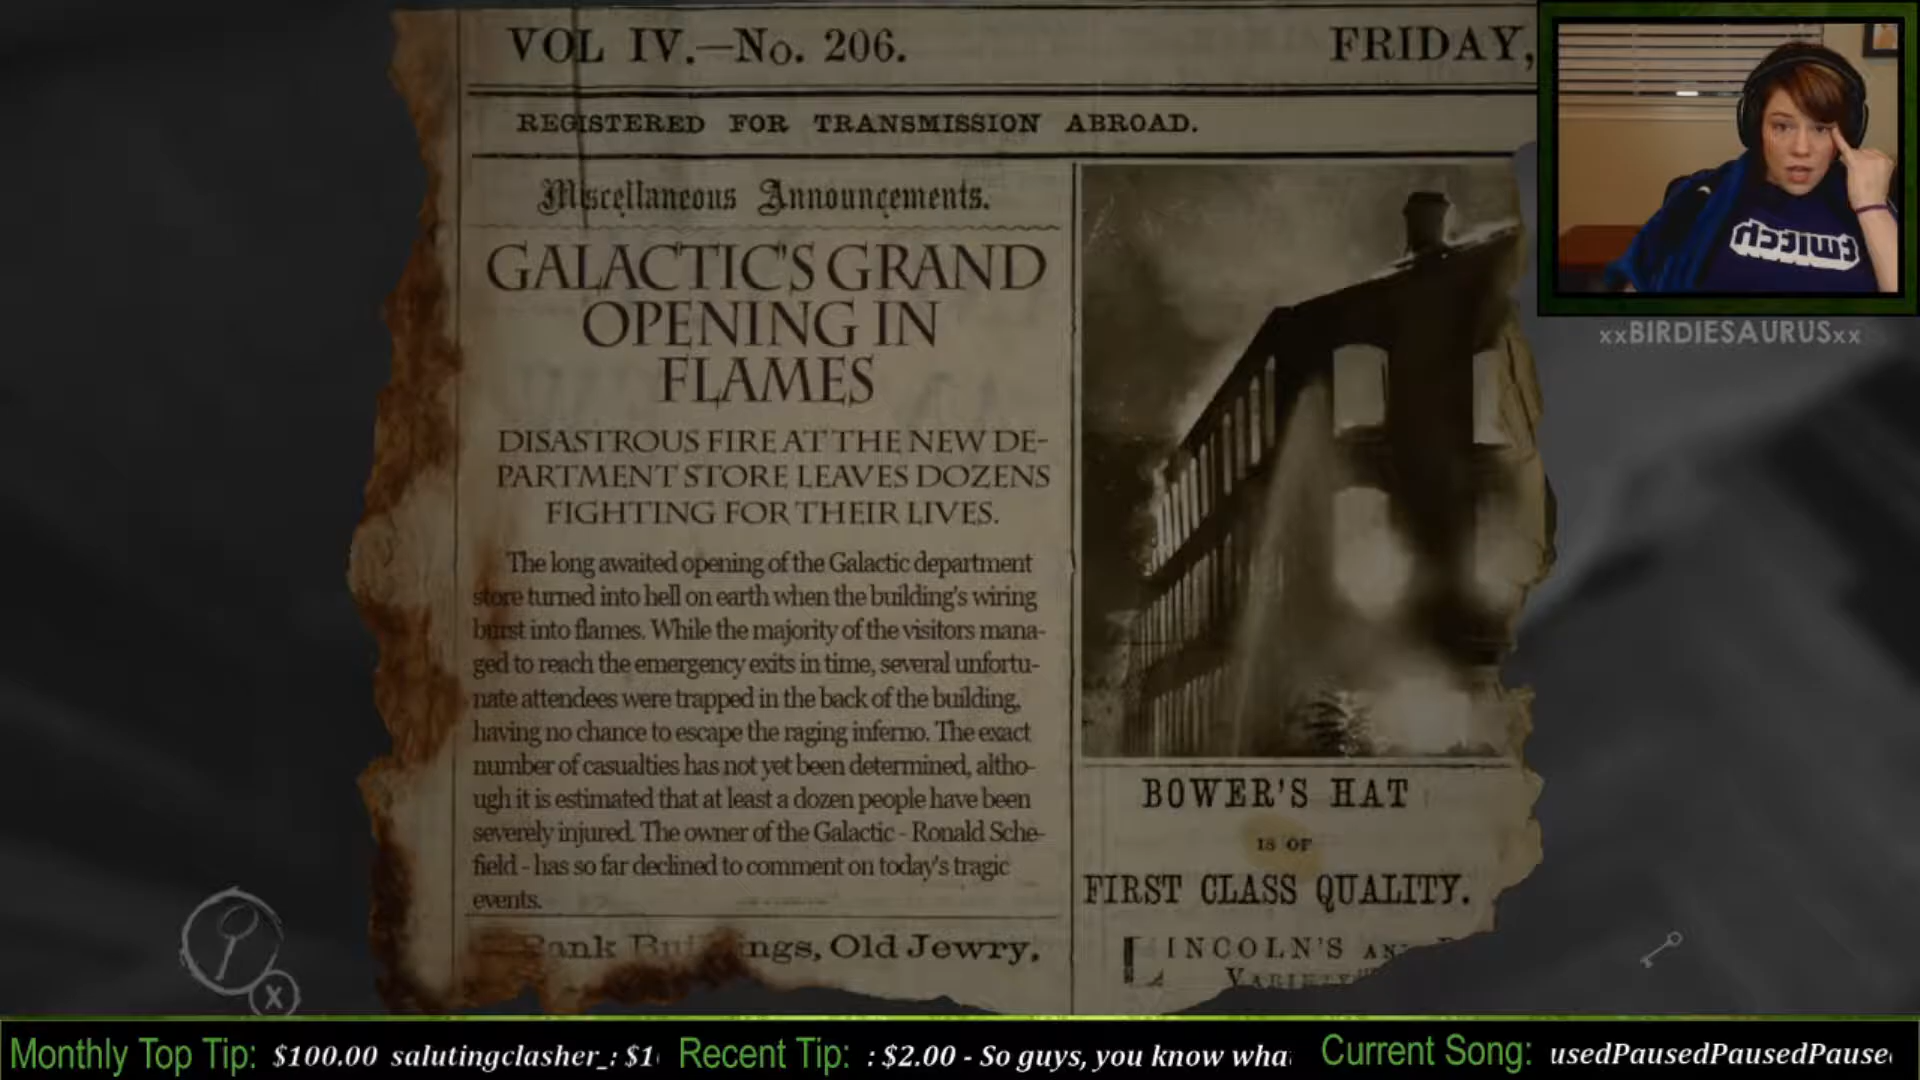 VOL IV.—No. 206.
FRIDAY,
REGISTERED FOR TRANSMISSION ABROAD.
Miscellaneous Announcements.
GALACTIC'S GRAND
OPENING IN
FLAMES
DISASTROUS FIRE AT THE NEW DE-
PARTMENT STORE LEAVES DOZENS
FIGHTING FOR THEIR LIVES.
The long awaited opening of the Galactic department
store turned into hell on earth when the building's wiring
burst into flames. While the majority of the visitors mana-
ged to reach the emergency exits in time, several unfortu-
nate attendees were trapped in the back of the building,
having no chance to escape the raging inferno. The exact
number of casualties has not yet been determined, altho-
ugh it is estimated that at least a dozen people have been
severely injured. The owner of the Galactic - Ronald Sche-
field - has so far declined to comment on today's tragic
events.
Old Jewry,
BOWER'S HAT
IS OF
FIRST CLASS QUALITY.
LINCOLN'S
twitch
xxBIRDIESAURUSxx
X
Monthly Top Tip: $100.00 salutingclasher_: $1
Recent Tip: : $2.00 - So guys, you know wha
Current Song: usedPausedPausedPause